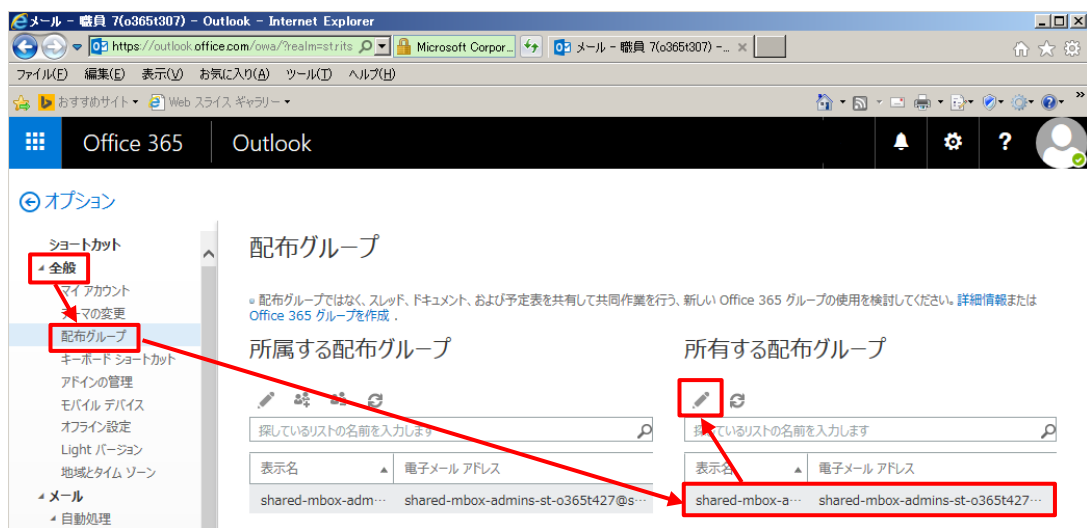 メール - 職員 7(o365t307) - Outlook - Internet Explorer
https://outlook.office.com/owa/?realm=st.rits
Microsoft Corpor...
メール - 職員 7(o365t307) -...
ファイル(F) 編集(E) 表示(V) お気に入り(A) ツール(T) ヘルプ(H)
おすすめサイト Web スライス ギャラリー
Office 365 Outlook
オプション
ショートカット
全般
マイ アカウント
テーマの変更
配布グループ
キーボード ショートカット
アドインの管理
モバイル デバイス
オフライン設定
Light バージョン
地域とタイム ゾーン
メール
自動処理
配布グループ
配布グループではなく、スレッド、ドキュメント、および予定表を共有して共同作業を行う、新しい Office 365 グループの使用を検討してください。詳細情報または
Office 365 グループを作成 .
所属する配布グループ
探しているリストの名前を入力します
表示名 電子メール アドレス
shared-mbox-adm… shared-mbox-admins-st-o365t427@s…
所有する配布グループ
探しているリストの名前を入力します
表示名 電子メール アドレス
shared-mbox-a… shared-mbox-admins-st-o365t427…